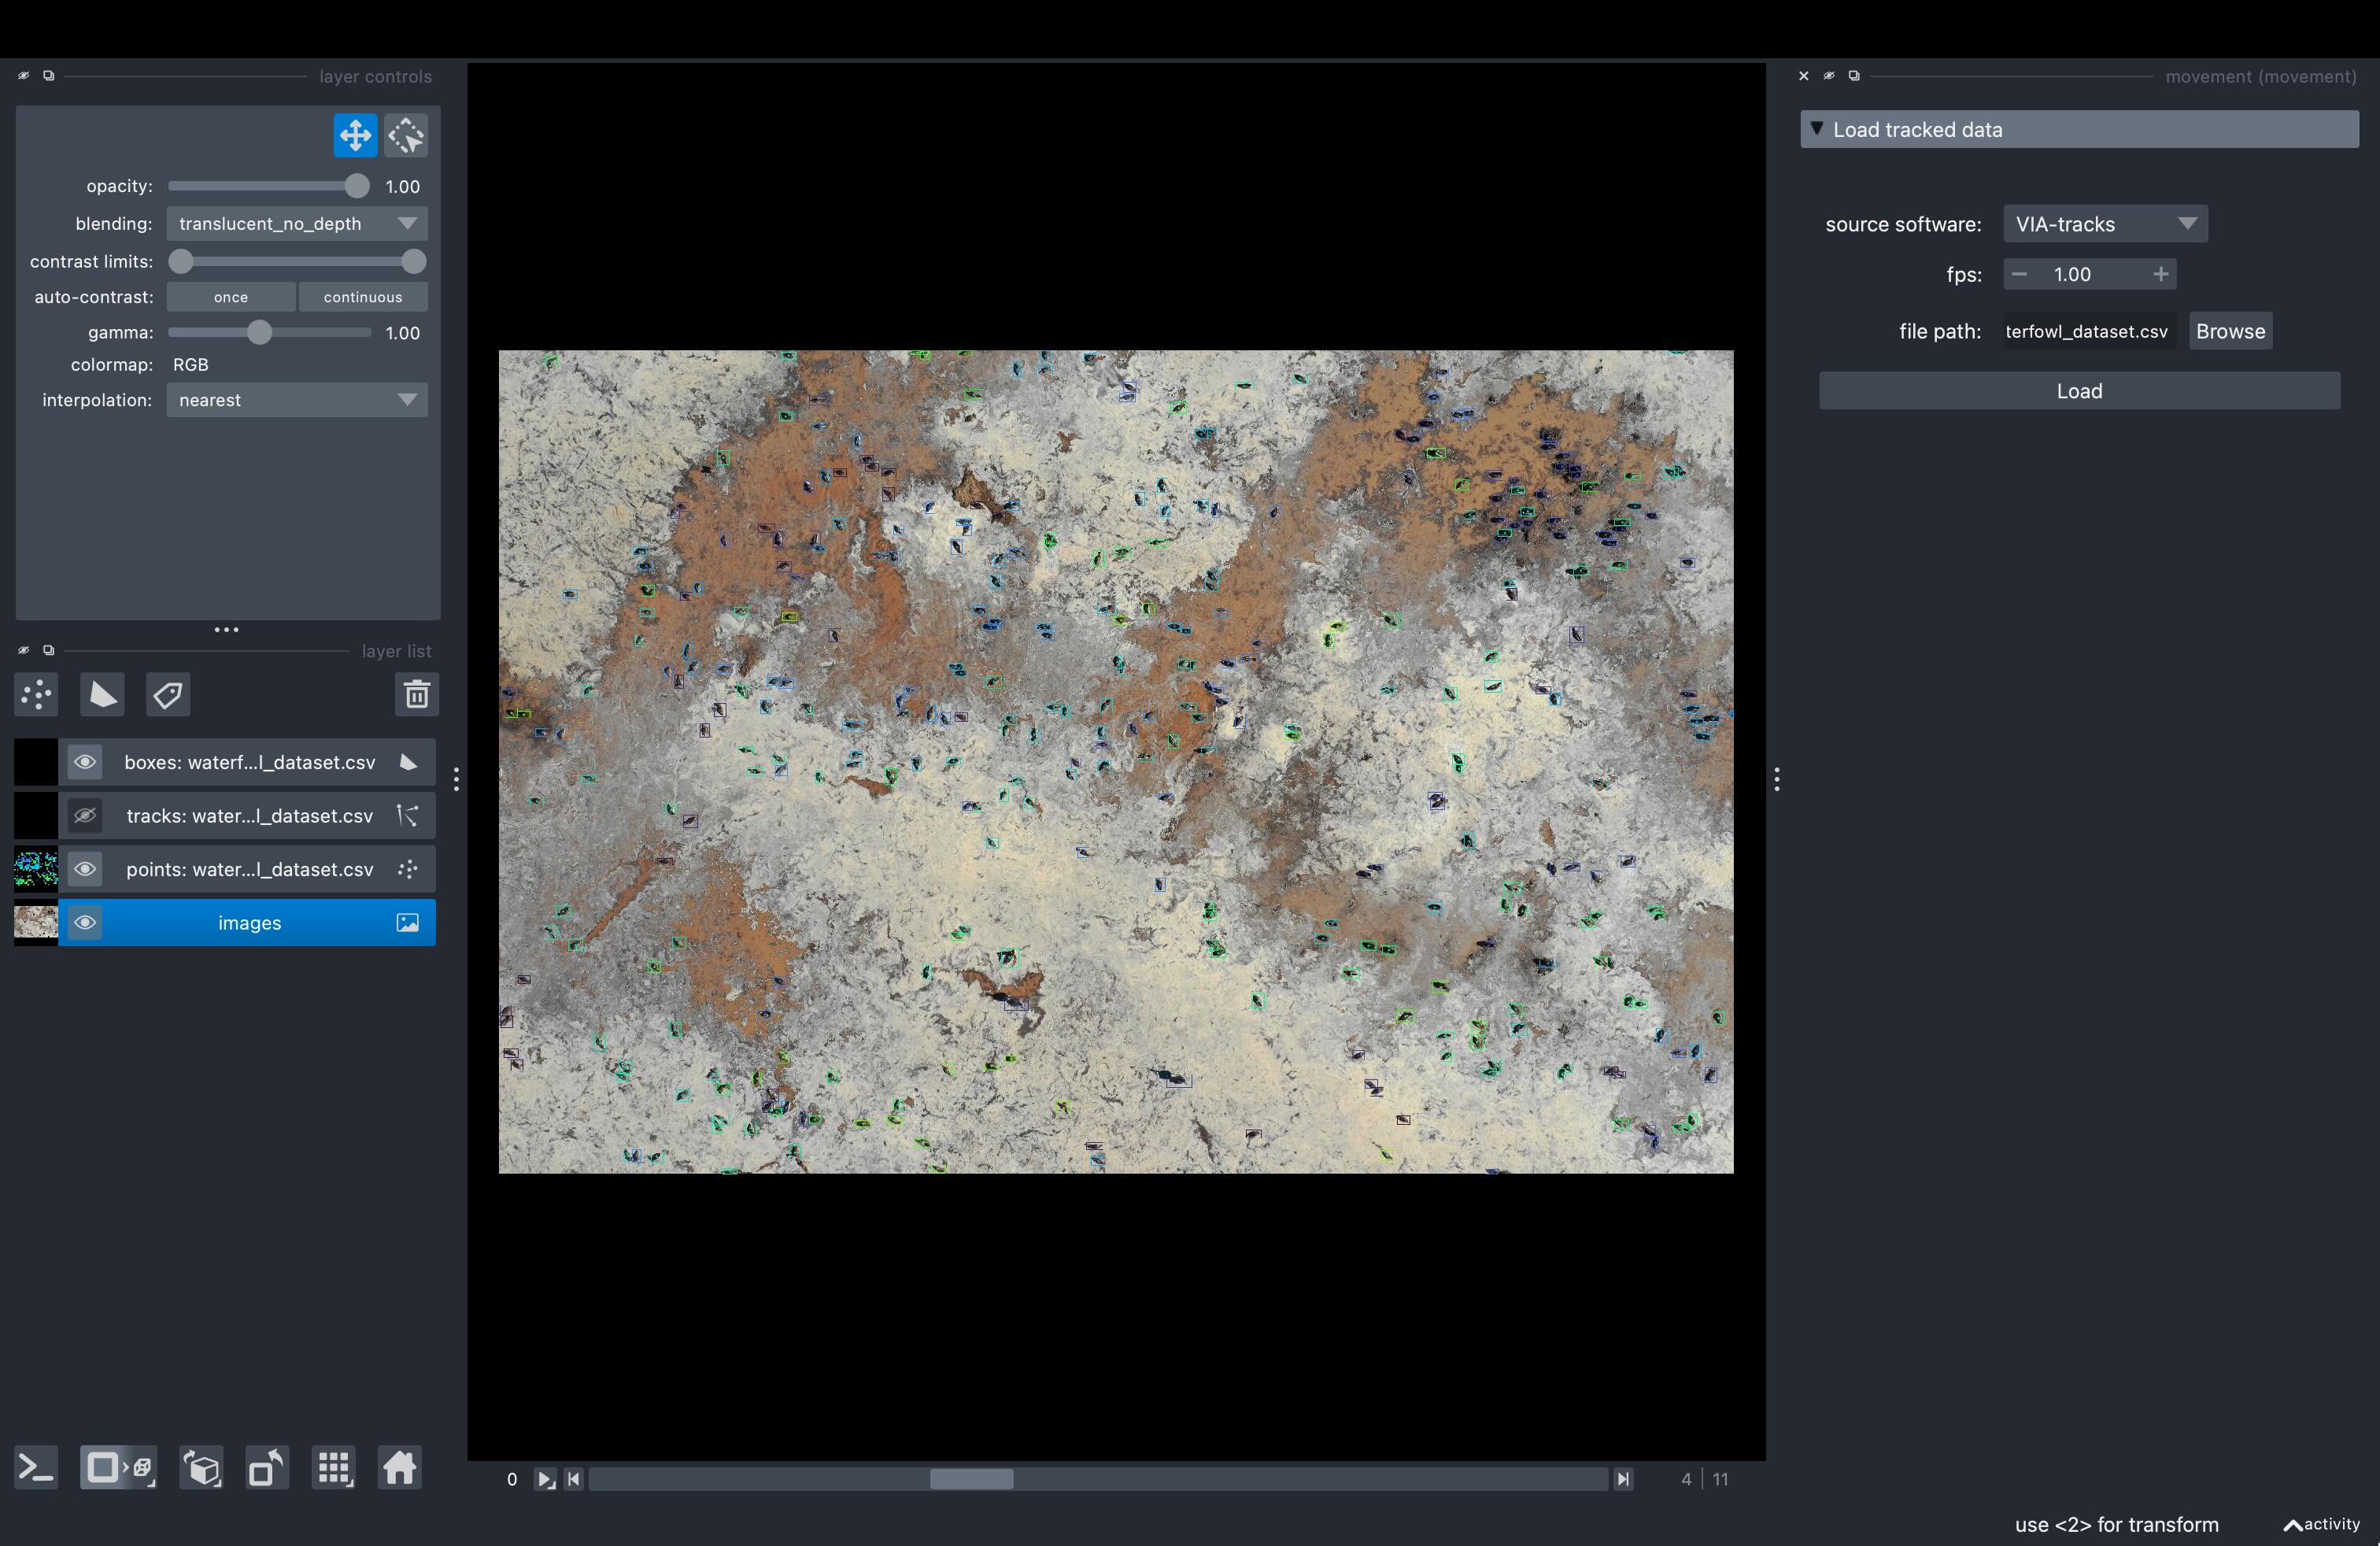 layer controls
opacity: 1.00
blending: translucent_no_depth
contrast limits:
auto-contrast: once continuous
gamma: 1.00
colormap: RGB
interpolation: nearest
layer list
boxes: waterf...l_dataset.csv
tracks: water...l_dataset.csv
points: water...l_dataset.csv
images
0
4 | 11
movement (movement)
Load tracked data
source software: VIA-tracks
fps: 1.00
file path: terfowl_dataset.csv Browse
Load
use <2> for transform
activity